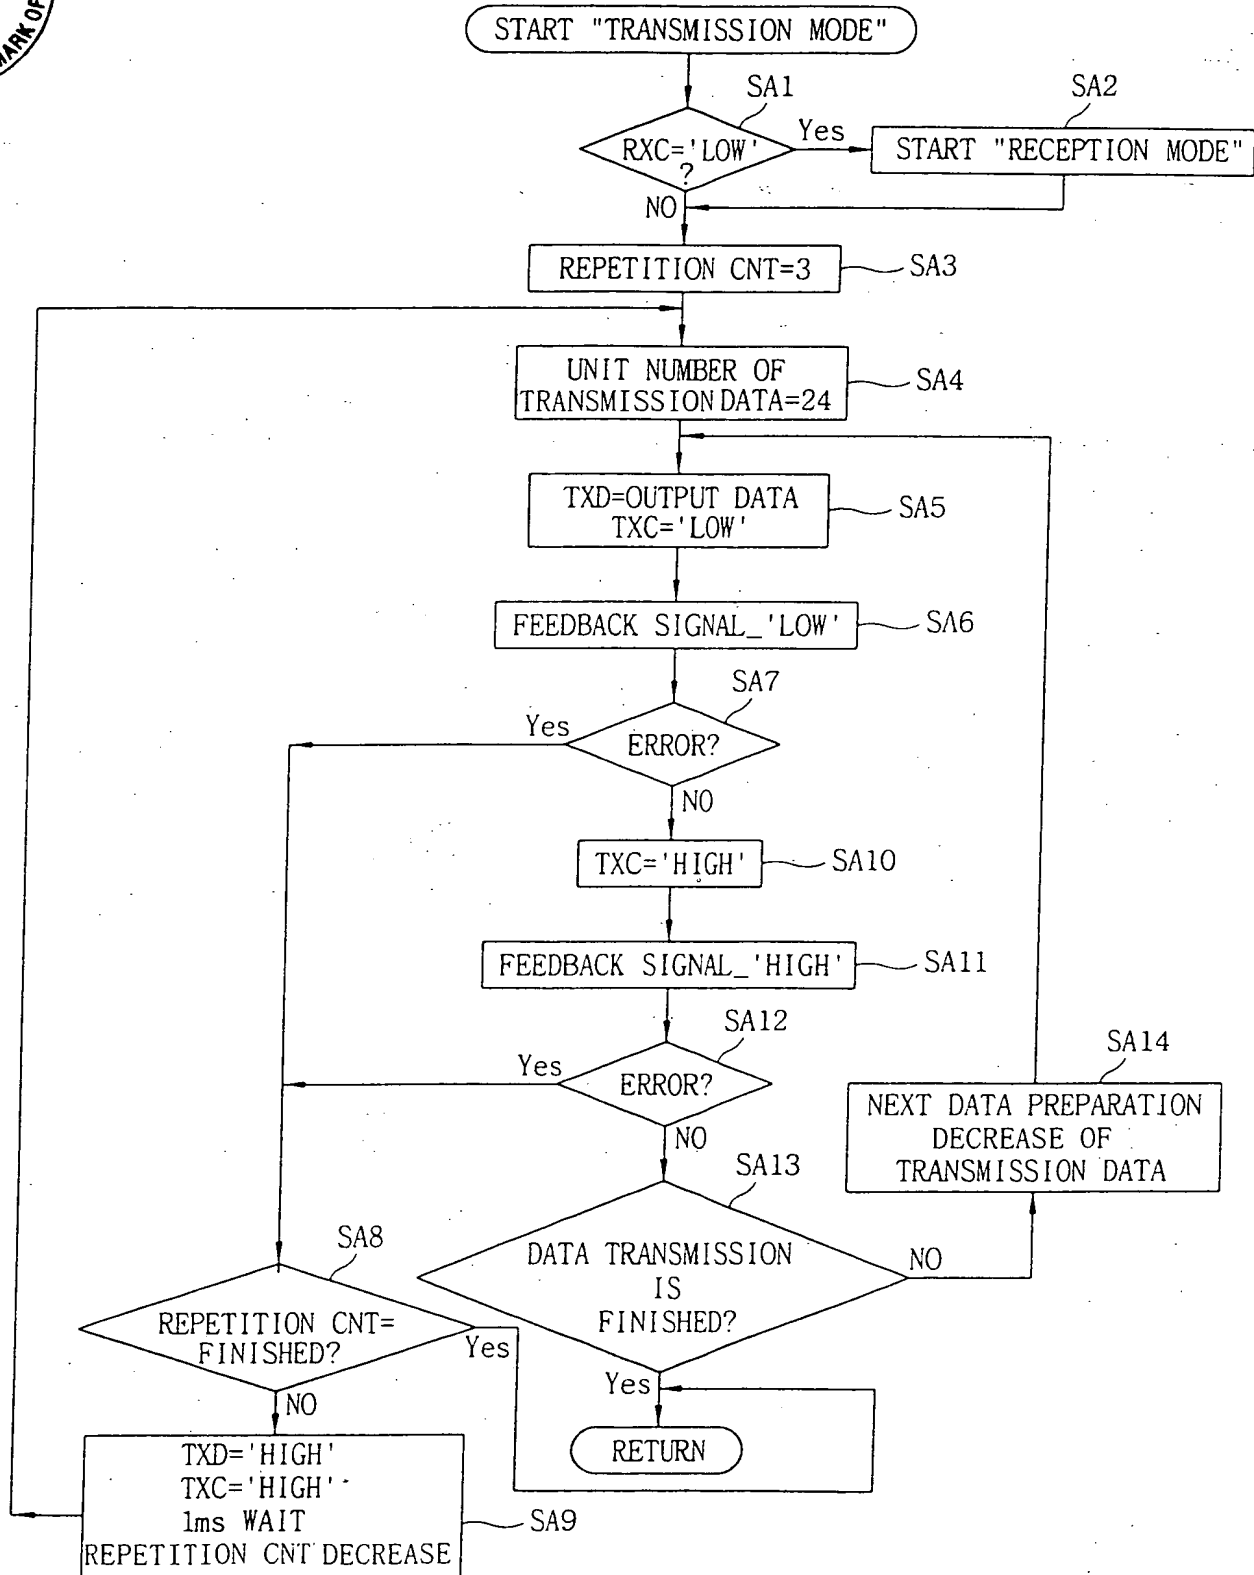 MARK OF
START "TRANSMISSION MODE"
SA1
SA2
RXC='LOW'
?
Yes
START "RECEPTION MODE"
NO
REPETITION CNT=3
SA3
UNIT NUMBER OF
TRANSMISSION DATA=24
SA4
TXD=OUTPUT DATA
TXC='LOW'
SA5
FEEDBACK SIGNAL_'LOW'
SA6
SA7
Yes
ERROR?
NO
TXC='HIGH'
SA10
FEEDBACK SIGNAL_'HIGH'
SA11
SA12
Yes
ERROR?
NO
SA14
NEXT DATA PREPARATION
DECREASE OF
TRANSMISSION DATA
SA13
DATA TRANSMISSION
IS
FINISHED?
NO
Yes
SA8
REPETITION CNT=
FINISHED?
Yes
NO
RETURN
TXD='HIGH'
TXC='HIGH'
1ms WAIT
REPETITION CNT DECREASE
SA9